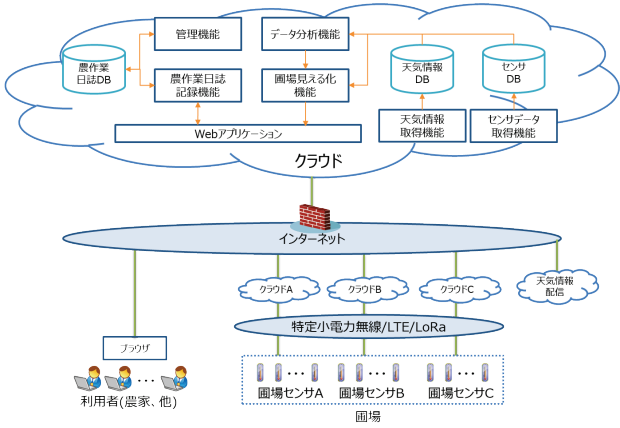 管理機能
データ分析機能
農作業
日誌DB
農作業日誌
記録機能
圃場見える化
機能
天気情報
DB
センサ
DB
Webアプリケーション
天気情報
取得機能
センサデータ
取得機能
クラウド
インターネット
クラウドA
クラウドB
クラウドC
天気情報
配信
特定小電力無線/LTE/LoRa
ブラウザ
・・・
・・・
・・・
・・・
利用者(農家、他)
圃場センサA
圃場センサB
圃場センサC
圃場